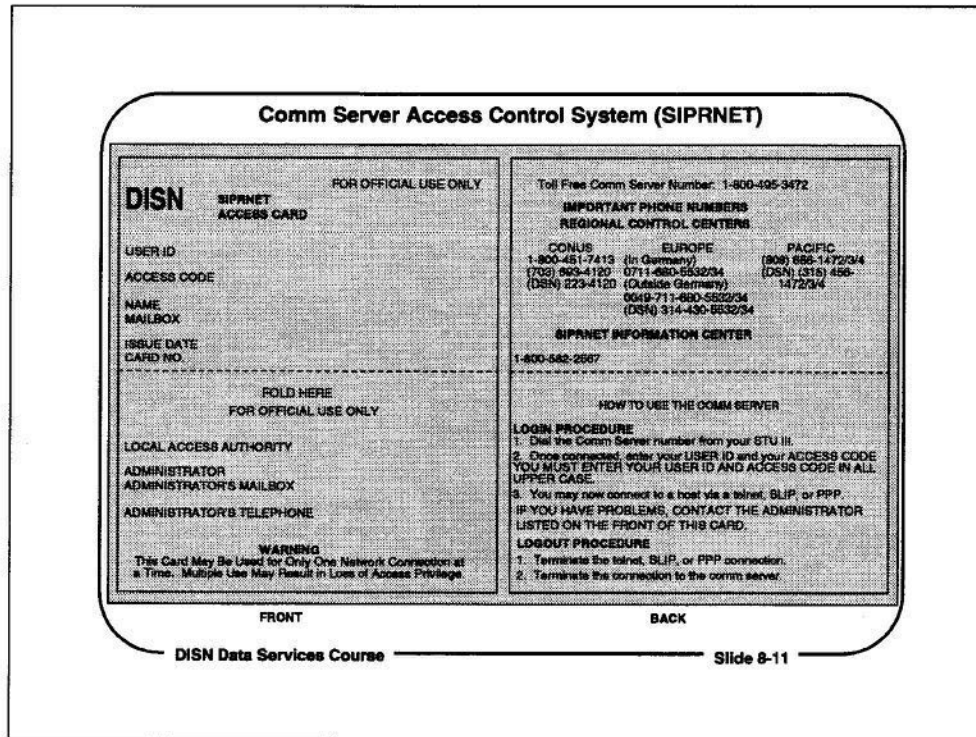 Comm Server Access Control System (SIPRNET)
FOR OFFICIAL USE ONLY
DISN SIPRNET
ACCESS CARD
USER ID
ACCESS CODE
NAME
MAILBOX
ISSUE DATE
CARD NO.
FOLD HERE
FOR OFFICIAL USE ONLY
LOCAL ACCESS AUTHORITY
ADMINISTRATOR
ADMINISTRATOR'S MAILBOX
ADMINISTRATOR'S TELEPHONE
WARNING
This Card May Be Used for Only One Network Connection at
a Time. Multiple Use May Result in Loss of Access Privilege.
FRONT
Toll Free Comm Server Number: 1-800-495-3472
IMPORTANT PHONE NUMBERS
REGIONAL CONTROL CENTERS
CONUS
1-800-451-7413
(703) 693-4120
(DSN) 223-4120
EUROPE
(In Germany)
0711-680-5532/34
(Outside Germany)
0049-711-680-5532/34
(DSN) 314-430-5532/34
PACIFIC
(808) 656-1472/3/4
(DSN) (315) 456-
1472/3/4
SIPRNET INFORMATION CENTER
1-800-582-2567
HOW TO USE THE COMM SERVER
LOGIN PROCEDURE
1. Dial the Comm Server number from your STU III.
2. Once connected, enter your USER ID and your ACCESS CODE
YOU MUST ENTER YOUR USER ID AND ACCESS CODE IN ALL
UPPER CASE.
3. You may now connect to a host via a telnet, SLIP, or PPP.
IF YOU HAVE PROBLEMS, CONTACT THE ADMINISTRATOR
LISTED ON THE FRONT OF THIS CARD.
LOGOUT PROCEDURE
1. Terminate the telnet, SLIP, or PPP connection.
2. Terminate the connection to the comm server.
BACK
DISN Data Services Course
Slide 8-11